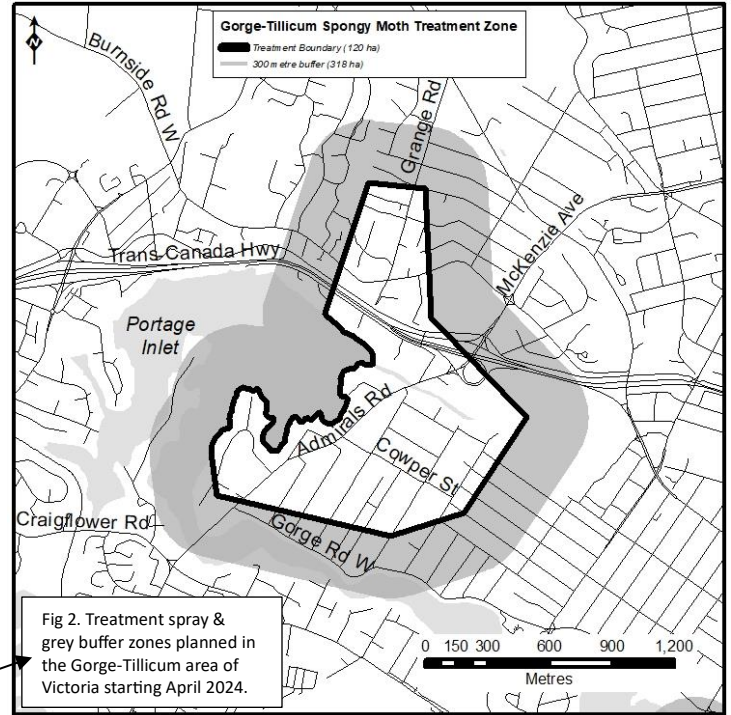 Gorge-Tillicum Spongy Moth Treatment Zone
Treatment Boundary (120 ha)
300 metre buffer (318 ha)
N
Burnside Rd W
Grange Rd
McKenzie Ave
Trans-Canada Hwy
Portage
Inlet
Admirals Rd
Cowper St
Craigflower Rd
Gorge Rd W
Fig 2. Treatment spray &
grey buffer zones planned in
the Gorge-Tillicum area of
Victoria starting April 2024.
0 150 300 600 900 1,200
Metres